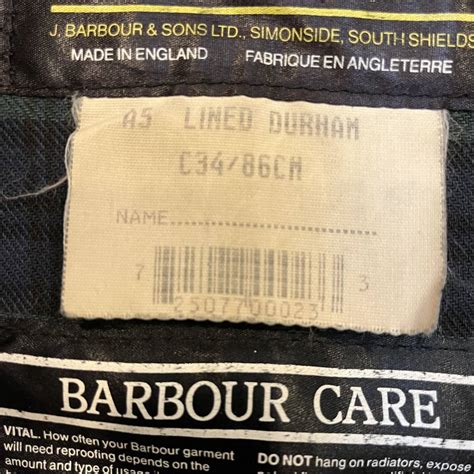 J. BARBOUR & SONS LTD., SIMONSIDE, SOUTH SHIELDS
MADE IN ENGLAND FABRIQUE EN ANGLETERRE
A5 LINED DURHAM
C34/86CM
NAME
7 2507700023 3
BARBOUR CARE
VITAL. How often your Barbour garment
will need reproofing depends on the
amount and type of usage
DO NOT hang on radiators, expose